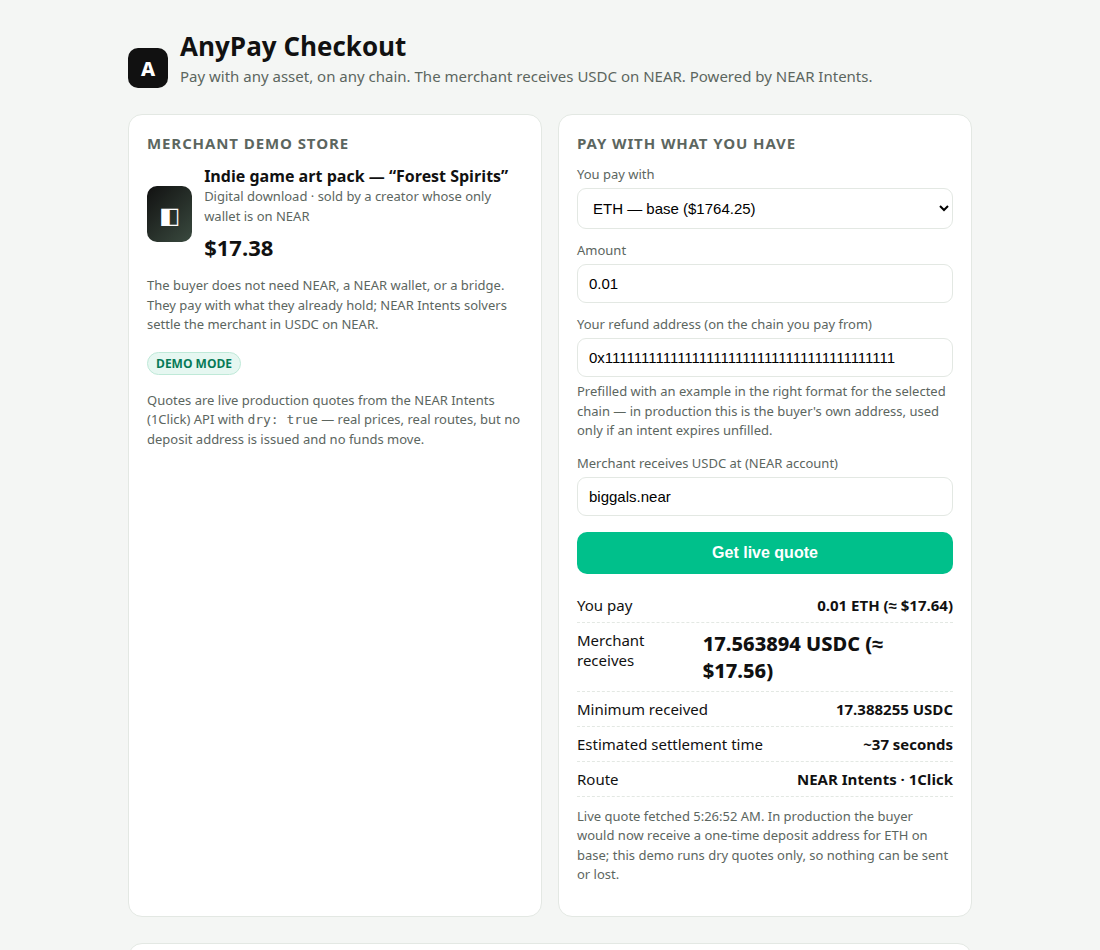 A
AnyPay Checkout
Pay with any asset, on any chain. The merchant receives USDC on NEAR. Powered by NEAR Intents.
MERCHANT DEMO STORE
Indie game art pack — “Forest Spirits”
Digital download · sold by a creator whose only
wallet is on NEAR
$17.38
The buyer does not need NEAR, a NEAR wallet, or a bridge.
They pay with what they already hold; NEAR Intents solvers
settle the merchant in USDC on NEAR.
DEMO MODE
Quotes are live production quotes from the NEAR Intents
(1Click) API with dry: true — real prices, real routes, but no
deposit address is issued and no funds move.
PAY WITH WHAT YOU HAVE
You pay with
ETH — base ($1764.25)
Amount
0.01
Your refund address (on the chain you pay from)
0x1111111111111111111111111111111111111111
Prefilled with an example in the right format for the selected
chain — in production this is the buyer's own address, used
only if an intent expires unfilled.
Merchant receives USDC at (NEAR account)
biggals.near
Get live quote
You pay 0.01 ETH (≈ $17.64)
Merchant receives 17.563894 USDC (≈ $17.56)
Minimum received 17.388255 USDC
Estimated settlement time ~37 seconds
Route NEAR Intents · 1Click
Live quote fetched 5:26:52 AM. In production the buyer
would now receive a one-time deposit address for ETH on
base; this demo runs dry quotes only, so nothing can be sent
or lost.